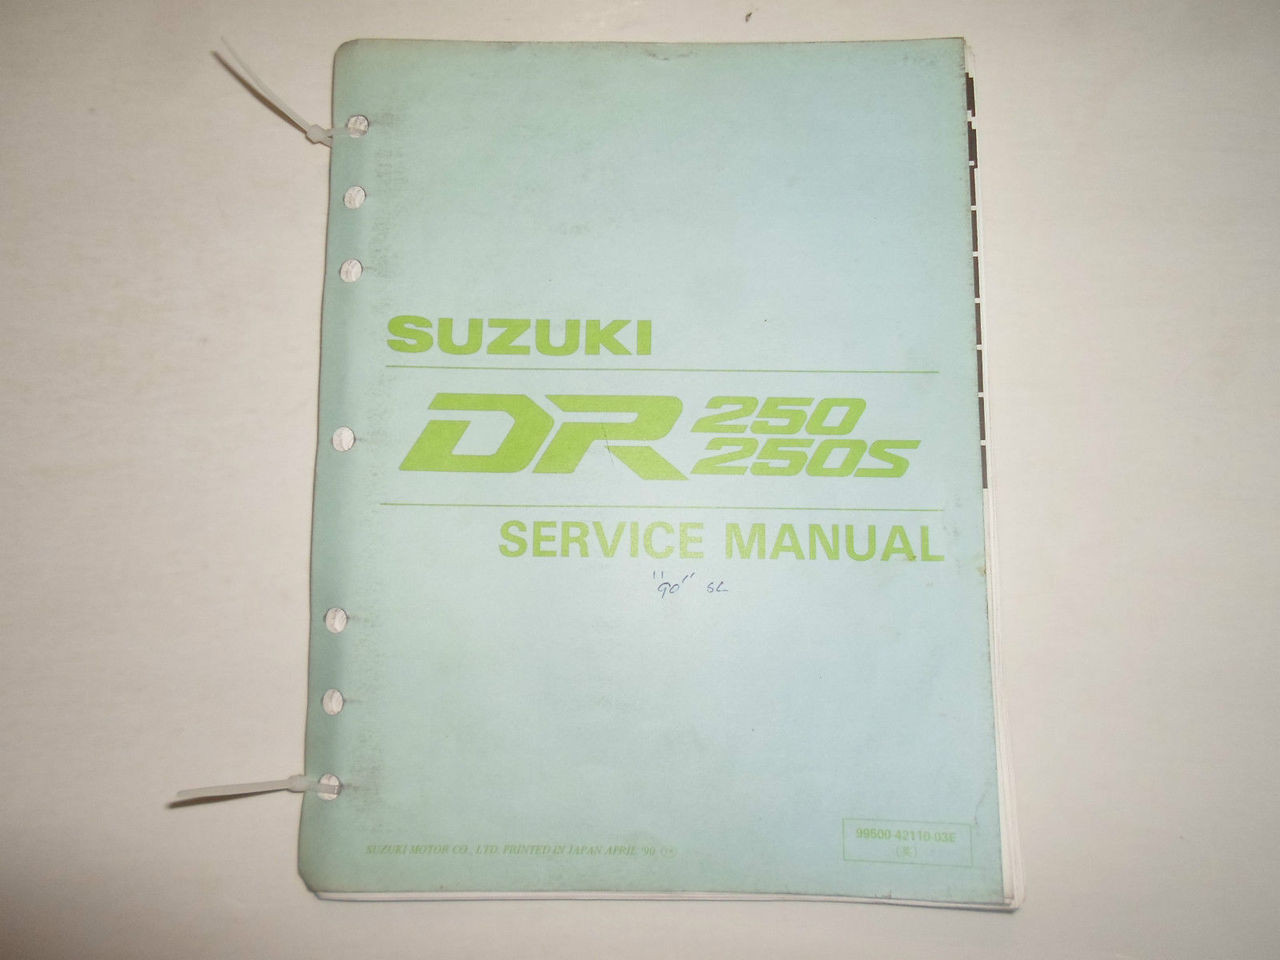 SUZUKI
DR 250
250S
SERVICE MANUAL
"90" SL
SUZUKI MOTOR CO., LTD. PRINTED IN JAPAN APRIL '90
99500-42110-03E
(英)